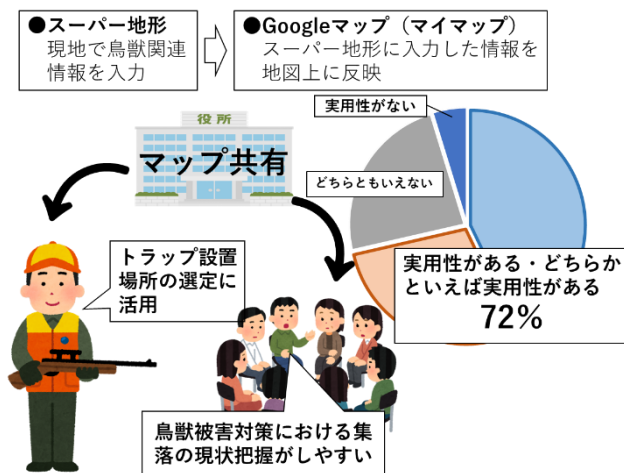 ●スーパー地形
現地で鳥獣関連
情報を入力
●Googleマップ（マイマップ）
スーパー地形に入力した情報を
地図上に反映
実用性がない
役所
マップ共有
どちらともいえない
トラップ設置
場所の選定に
活用
実用性がある・どちらか
といえば実用性がある
72%
鳥獣被害対策における集
落の現状把握がしやすい